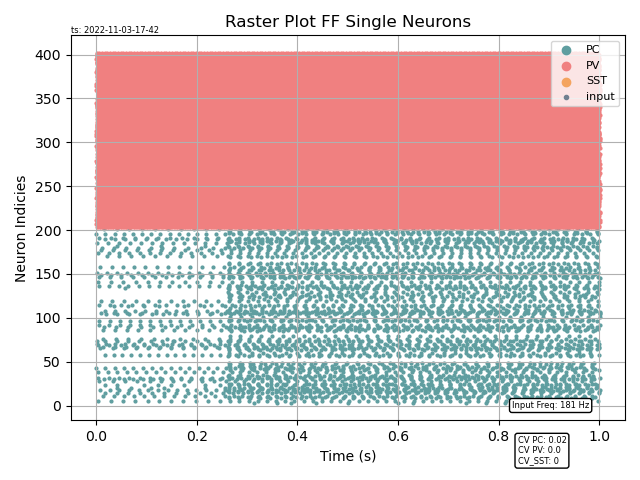 ts: 2022-11-03-17-42
Raster Plot FF Single Neurons
PC
PV
SST
input
Neuron Indicies
400
350
300
250
200
150
100
50
0
Input Freq: 181 Hz
0.0 0.2 0.4 0.6 0.8 1.0
Time (s)
CV PC: 0.02
CV PV: 0.0
CV_SST: 0